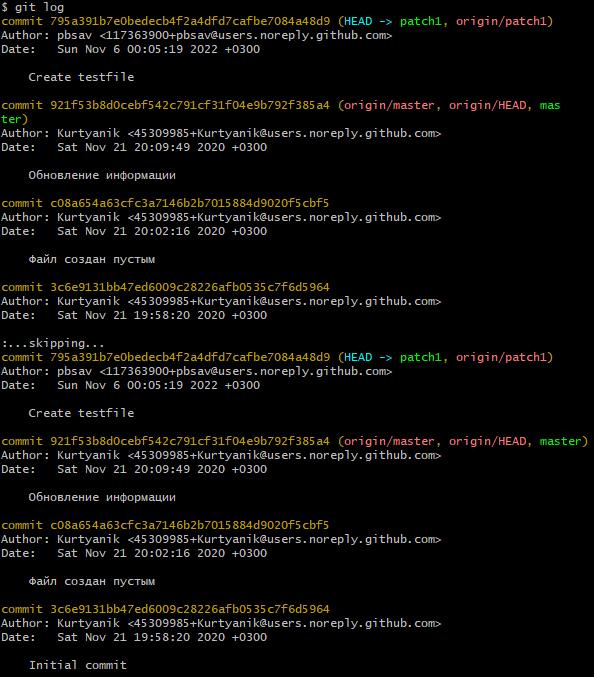 $ git log
commit 795a391b7e0bedecb4f2a4dfd7cafbe7084a48d9 (HEAD -> patch1, origin/patch1)
Author: pbsav <117363900+pbsav@users.noreply.github.com>
Date:   Sun Nov 6 00:05:19 2022 +0300
    Create testfile
commit 921f53b8d0cebf542c791cf31f04e9b792f385a4 (origin/master, origin/HEAD, mas
ter)
Author: Kurtyanik <45309985+Kurtyanik@users.noreply.github.com>
Date:   Sat Nov 21 20:09:49 2020 +0300
    Обновление информации
commit c08a654a63cfc3a7146b2b7015884d9020f5cbf5
Author: Kurtyanik <45309985+Kurtyanik@users.noreply.github.com>
Date:   Sat Nov 21 20:02:16 2020 +0300
    Файл создан пустым
commit 3c6e9131bb47ed6009c28226afb0535c7f6d5964
Author: Kurtyanik <45309985+Kurtyanik@users.noreply.github.com>
Date:   Sat Nov 21 19:58:20 2020 +0300
:...skipping...
commit 795a391b7e0bedecb4f2a4dfd7cafbe7084a48d9 (HEAD -> patch1, origin/patch1)
Author: pbsav <117363900+pbsav@users.noreply.github.com>
Date:   Sun Nov 6 00:05:19 2022 +0300
    Create testfile
commit 921f53b8d0cebf542c791cf31f04e9b792f385a4 (origin/master, origin/HEAD, master)
Author: Kurtyanik <45309985+Kurtyanik@users.noreply.github.com>
Date:   Sat Nov 21 20:09:49 2020 +0300
    Обновление информации
commit c08a654a63cfc3a7146b2b7015884d9020f5cbf5
Author: Kurtyanik <45309985+Kurtyanik@users.noreply.github.com>
Date:   Sat Nov 21 20:02:16 2020 +0300
    Файл создан пустым
commit 3c6e9131bb47ed6009c28226afb0535c7f6d5964
Author: Kurtyanik <45309985+Kurtyanik@users.noreply.github.com>
Date:   Sat Nov 21 19:58:20 2020 +0300
    Initial commit